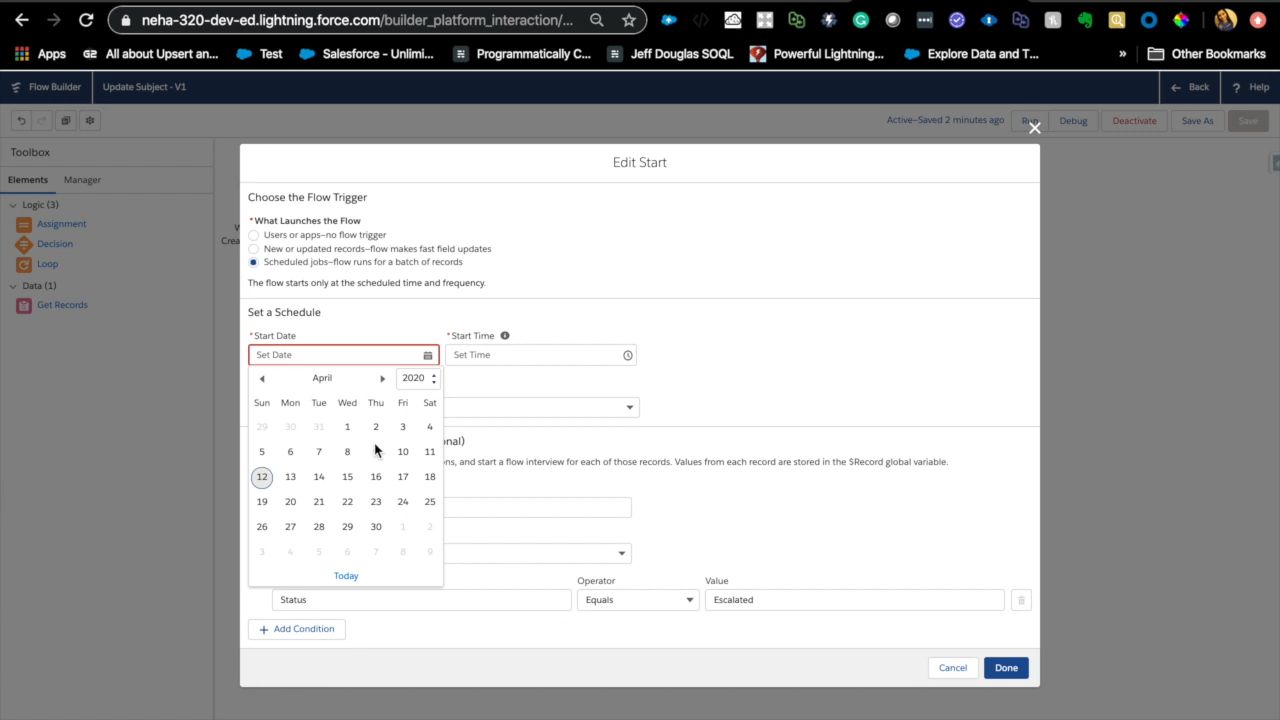 neha-320-dev-ed.lightning.force.com/builder_platform_interaction/...
Apps All about Upsert an... Test Salesforce - Unlimi... Programmatically C... Jeff Douglas SOQL Powerful Lightning... Explore Data and T... » Other Bookmarks
Flow Builder Update Subject - V1 Back ? Help
Active–Saved 2 minutes ago Run Debug Deactivate Save As Save
Toolbox
Elements Manager
Logic (3)
Assignment
Decision
Loop
Data (1)
Get Records
Crea
Edit Start
Choose the Flow Trigger
*What Launches the Flow
Users or apps—no flow trigger
New or updated records—flow makes fast field updates
Scheduled jobs—flow runs for a batch of records
The flow starts only at the scheduled time and frequency.
Set a Schedule
*Start Date *Start Time
Set Date Set Time
April 2020
Sun Mon Tue Wed Thu Fri Sat
29 30 31 1 2 3 4
5 6 7 8 10 11
12 13 14 15 16 17 18
19 20 21 22 23 24 25
26 27 28 29 30 1 2
3 4 5 6 7 8 9
Today
onal)
ons, and start a flow interview for each of those records. Values from each record are stored in the $Record global variable.
Operator Value
Status Equals Escalated
+ Add Condition
Cancel Done